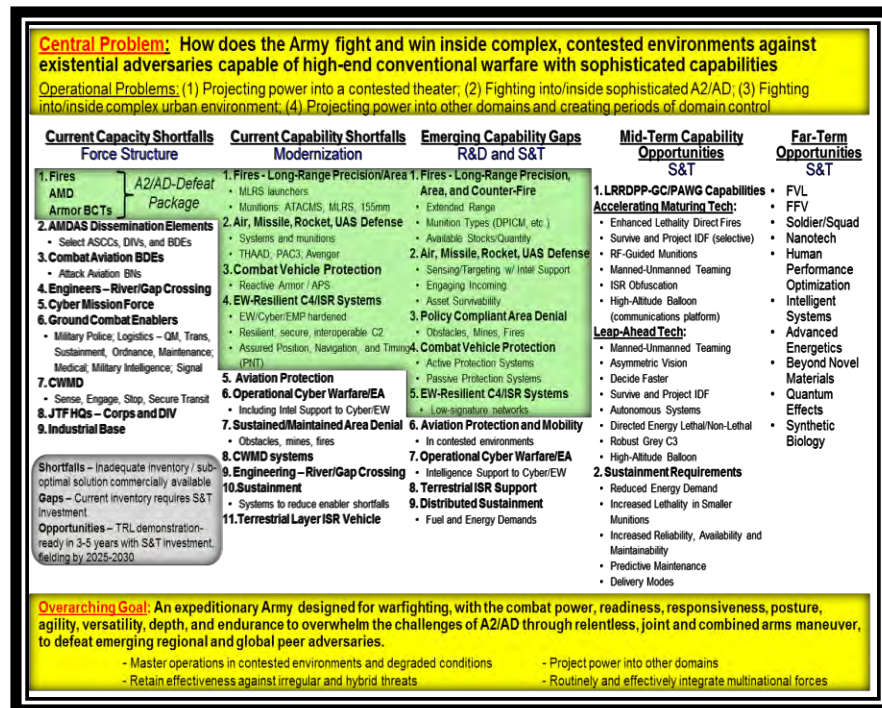 Central Problem: How does the Army fight and win inside complex, contested environments against
existential adversaries capable of high-end conventional warfare with sophisticated capabilities
Operational Problems: (1) Projecting power into a contested theater; (2) Fighting into/inside sophisticated A2/AD; (3) Fighting
into/inside complex urban environment; (4) Projecting power into other domains and creating periods of domain control
Current Capacity Shortfalls
Force Structure
1. Fires
AMD
Armor BCTs
A2/AD-Defeat
Package
2. AMDAS Dissemination Elements
• Select ASCCs, DIVs, and BDEs
3. Combat Aviation BDEs
• Attack Aviation BNs
4. Engineers – River/Gap Crossing
5. Cyber Mission Force
6. Ground Combat Enablers
• Military Police; Logistics – QM, Trans,
Sustainment, Ordnance, Maintenance;
Medical; Military Intelligence; Signal
7. CWMD
• Sense, Engage, Stop, Secure Transit
8. JTF HQs – Corps and DIV
9. Industrial Base
Shortfalls – Inadequate inventory / sub-
optimal solution commercially available
Gaps – Current inventory requires S&T
investment
Opportunities – TRL demonstration-
ready in 3-5 years with S&T investment,
fielding by 2025-2030
Current Capability Shortfalls
Modernization
1. Fires - Long-Range Precision/Area
• MLRS launchers
• Munitions: ATACMS, MLRS, 155mm
2. Air, Missile, Rocket, UAS Defense
• Systems and munitions
• THAAD, PAC3; Avenger
3. Combat Vehicle Protection
• Reactive Armor / APS
4. EW-Resilient C4/ISR Systems
• EW/Cyber/EMP hardened
• Resilient, secure, interoperable C2
• Assured Position, Navigation, and Timing
(PNT)
5. Aviation Protection
6. Operational Cyber Warfare/EA
• Including Intel Support to Cyber/EW
7. Sustained/Maintained Area Denial
• Obstacles, mines, fires
8. CWMD systems
9. Engineering – River/Gap Crossing
10. Sustainment
• Systems to reduce enabler shortfalls
11. Terrestrial Layer ISR Vehicle
Emerging Capability Gaps
R&D and S&T
1. Fires - Long-Range Precision,
Area, and Counter-Fire
• Extended Range
• Munition Types (DPICM, etc.)
• Available Stocks/Quantity
2. Air, Missile, Rocket, UAS Defense
• Sensing/Targeting w/ Intel Support
• Engaging Incoming
• Asset Survivability
3. Policy Compliant Area Denial
• Obstacles, Mines, Fires
4. Combat Vehicle Protection
• Active Protection Systems
• Passive Protection Systems
5. EW-Resilient C4/ISR Systems
• Low-signature networks
6. Aviation Protection and Mobility
• In contested environments
7. Operational Cyber Warfare/EA
• Intelligence Support to Cyber/EW
8. Terrestrial ISR Support
9. Distributed Sustainment
• Fuel and Energy Demands
Mid-Term Capability
Opportunities
S&T
1. LRRDPP-GC/PAWG Capabilities
Accelerating Maturing Tech:
• Enhanced Lethality Direct Fires
• Survive and Project IDF (selective)
• RF-Guided Munitions
• Manned-Unmanned Teaming
• ISR Obfuscation
• High-Altitude Balloon
(communications platform)
Leap-Ahead Tech:
• Manned-Unmanned Teaming
• Asymmetric Vision
• Decide Faster
• Survive and Project IDF
• Autonomous Systems
• Directed Energy Lethal/Non-Lethal
• Robust Grey C3
• High-Altitude Balloon
2. Sustainment Requirements
• Reduced Energy Demand
• Increased Lethality in Smaller
Munitions
• Increased Reliability, Availability and
Maintainability
• Predictive Maintenance
• Delivery Modes
Far-Term
Opportunities
S&T
• FVL
• FFV
• Soldier/Squad
• Nanotech
• Human
Performance
Optimization
• Intelligent
Systems
• Advanced
Energetics
Beyond Novel
Materials
• Quantum
Effects
• Synthetic
Biology
Overarching Goal: An expeditionary Army designed for warfighting, with the combat power, readiness, responsiveness, posture,
agility, versatility, depth, and endurance to overwhelm the challenges of A2/AD through relentless, joint and combined arms maneuver,
to defeat emerging regional and global peer adversaries.
- Master operations in contested environments and degraded conditions
- Retain effectiveness against irregular and hybrid threats
- Project power into other domains
- Routinely and effectively integrate multinational forces